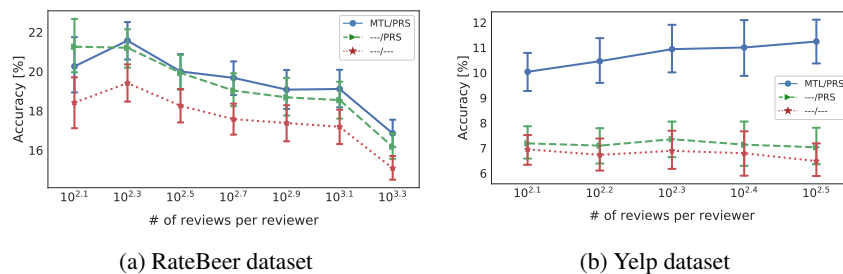 Accuracy [%]
22
20
18
16
MTL/PRS
---/PRS
---/---
10^2.1 10^2.3 10^2.5 10^2.7 10^2.9 10^3.1 10^3.3
# of reviews per reviewer
(a) RateBeer dataset
Accuracy [%]
12
11
10
9
8
7
6
MTL/PRS
---/PRS
---/---
10^2.1 10^2.2 10^2.3 10^2.4 10^2.5
# of reviews per reviewer
(b) Yelp dataset